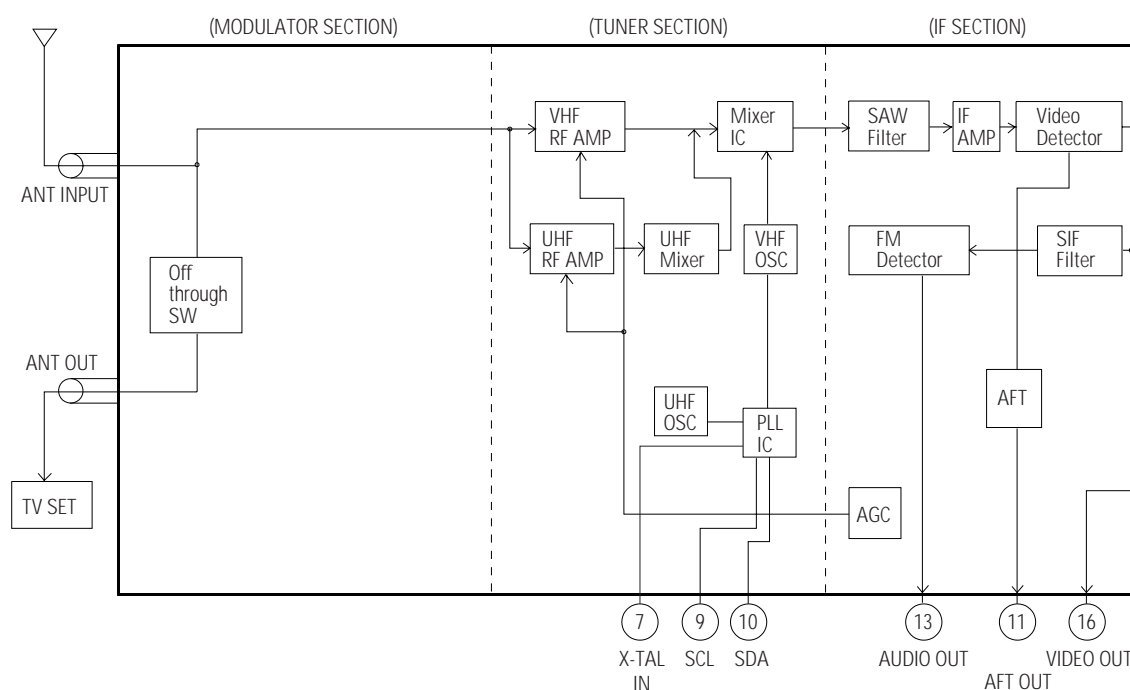 (MODULATOR SECTION)
(TUNER SECTION)
(IF SECTION)
VHF
RF AMP
Mixer
IC
SAW
Filter
IF
AMP
Video
Detector
ANT INPUT
UHF
RF AMP
UHF
Mixer
VHF
OSC
FM
Detector
SIF
Filter
Off
through
SW
ANT OUT
UHF
OSC
PLL
IC
AFT
TV SET
AGC
7
9
10
13
11
16
X-TAL
IN
SCL
SDA
AUDIO OUT
AFT OUT
VIDEO OUT